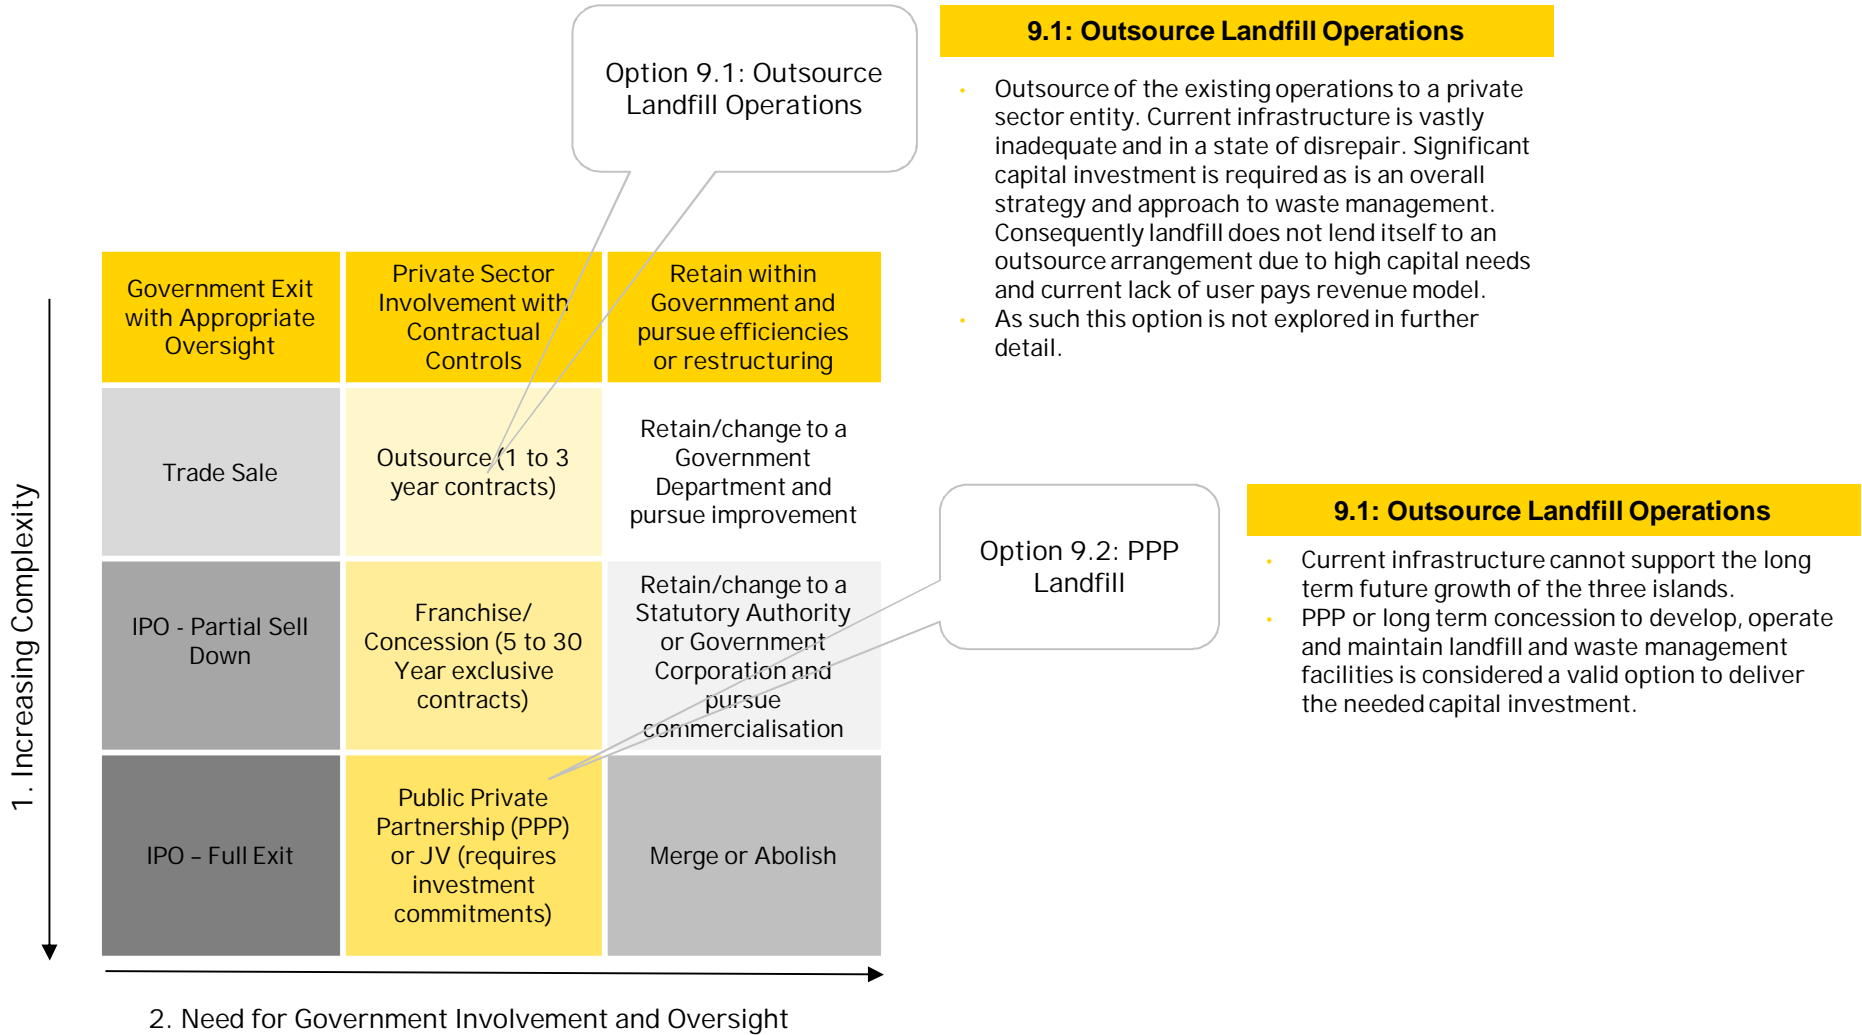 Option 9.1: Outsource
Landfill Operations
9.1: Outsource Landfill Operations
• Outsource of the existing operations to a private
sector entity. Current infrastructure is vastly
inadequate and in a state of disrepair. Significant
capital investment is required as is an overall
strategy and approach to waste management.
Consequently landfill does not lend itself to an
outsource arrangement due to high capital needs
and current lack of user pays revenue model.
• As such this option is not explored in further
detail.
Government Exit
with Appropriate
Oversight
Private Sector
Involvement with
Contractual
Controls
Retain within
Government and
pursue efficiencies
or restructuring
Trade Sale
Outsource (1 to 3
year contracts)
Retain/change to a
Government
Department and
pursue improvement
IPO - Partial Sell
Down
Franchise/
Concession (5 to 30
Year exclusive
contracts)
Retain/change to a
Statutory Authority
or Government
Corporation and
pursue
commercialisation
IPO – Full Exit
Public Private
Partnership (PPP)
or JV (requires
investment
commitments)
Merge or Abolish
1. Increasing Complexity
2. Need for Government Involvement and Oversight
Option 9.2: PPP
Landfill
9.1: Outsource Landfill Operations
• Current infrastructure cannot support the long
term future growth of the three islands.
• PPP or long term concession to develop, operate
and maintain landfill and waste management
facilities is considered a valid option to deliver
the needed capital investment.